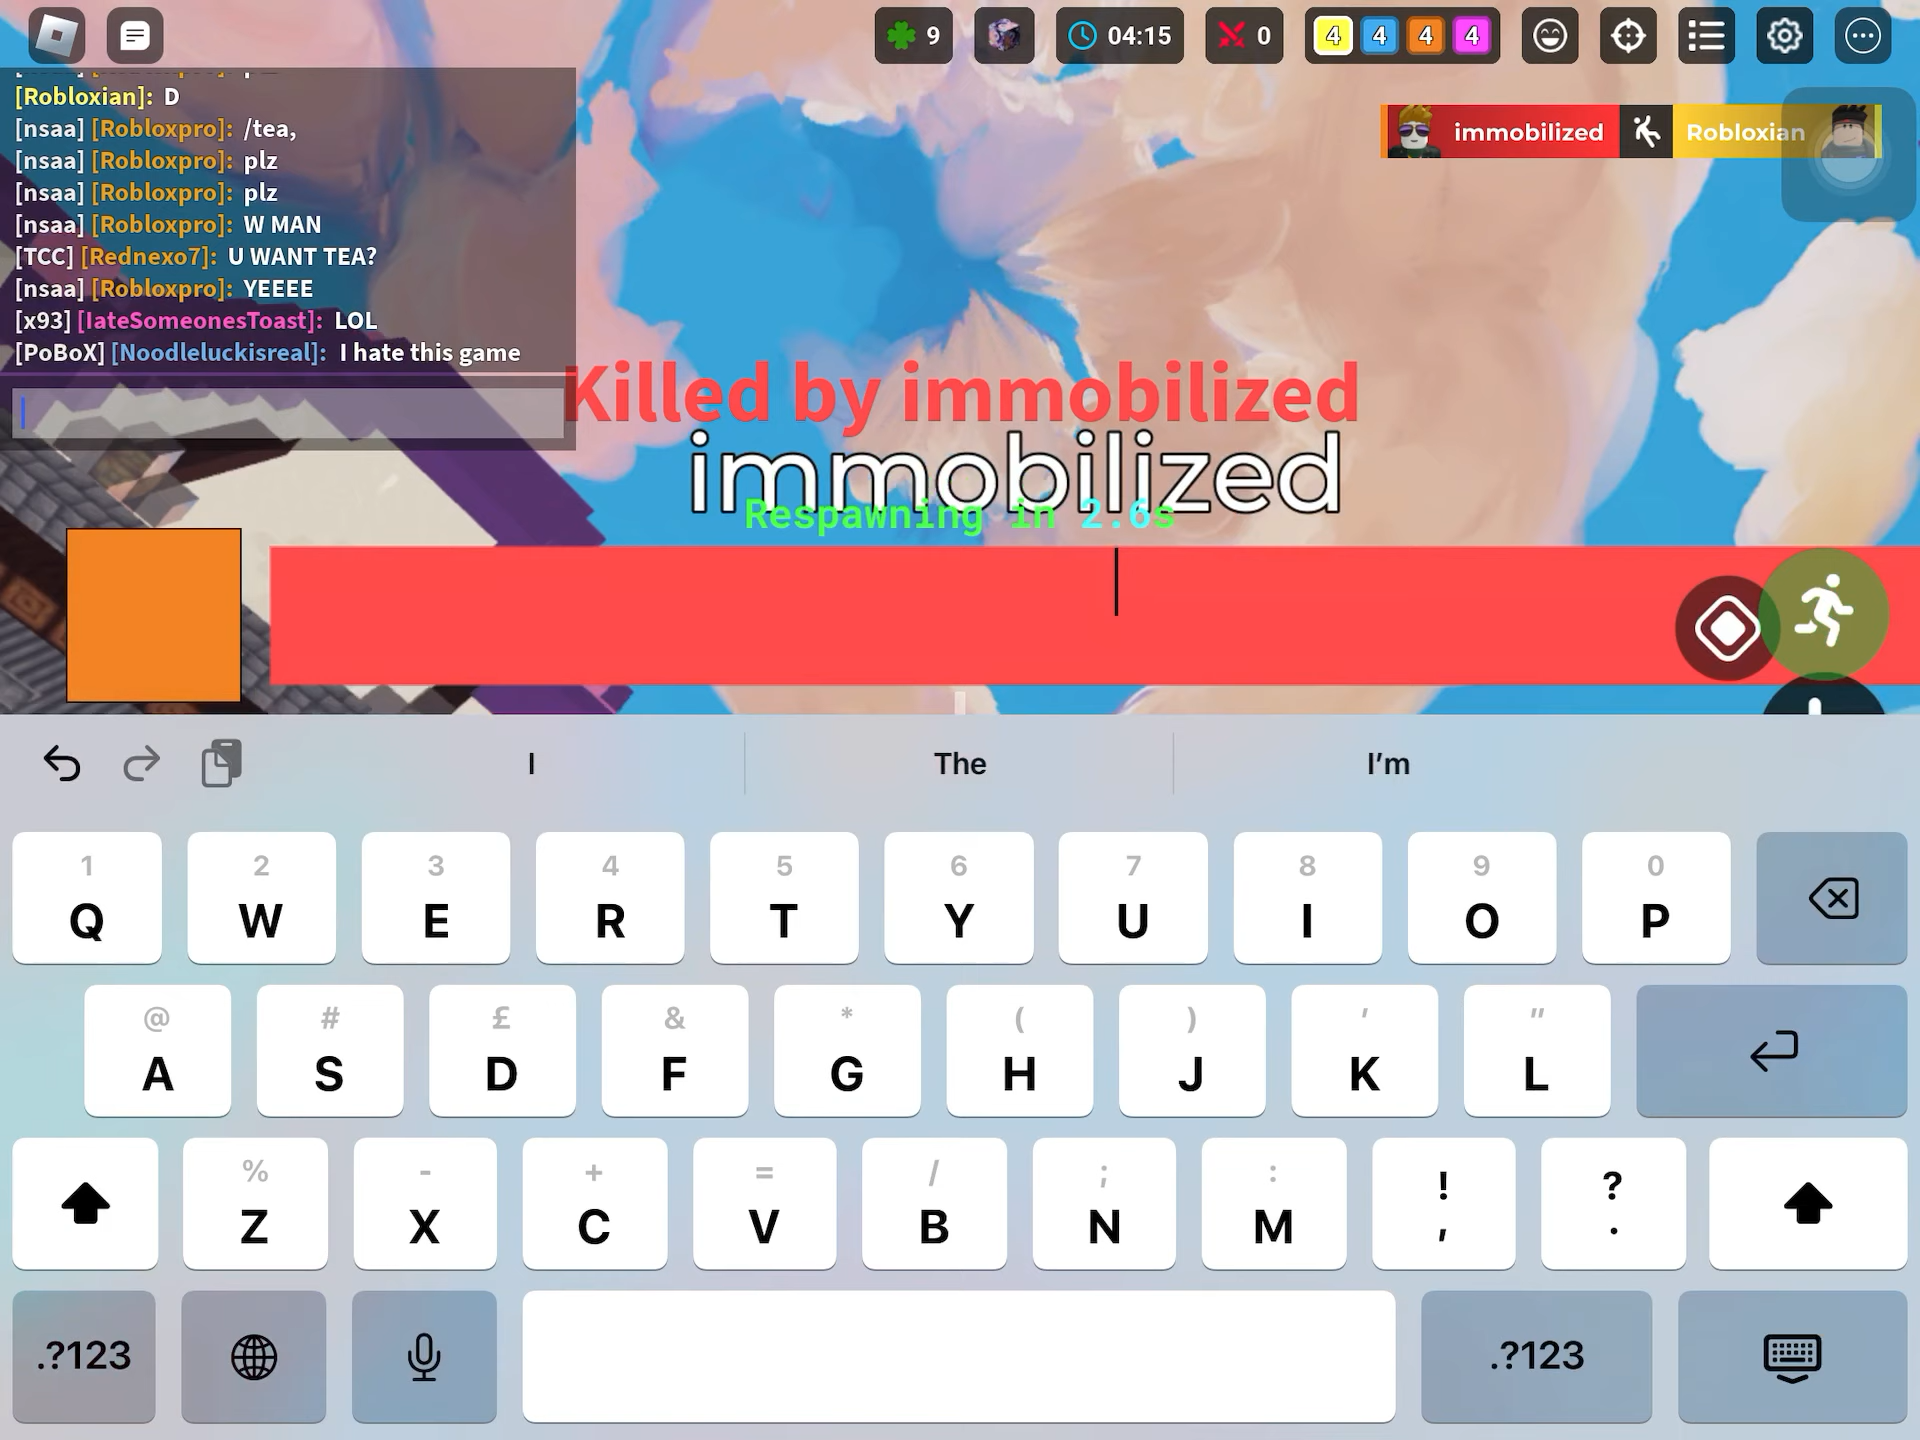 9
04:15
0
4 4 4 4
[Robloxian]: D
[nsaa] [Robloxpro]: /tea,
[nsaa] [Robloxpro]: plz
[nsaa] [Robloxpro]: plz
[nsaa] [Robloxpro]: W MAN
[TCC] [Rednexo7]: U WANT TEA?
[nsaa] [Robloxpro]: YEEEE
[x93] [IateSomeonesToast]: LOL
[PoBoX] [Noodleluckisreal]: I hate this game
immobilized Robloxian
Killed by immobilized
immobilized
Respawning in 2.6s
I The I'm
1 2 3 4 5 6 7 8 9 0
Q W E R T Y U I O P
@ # £ & * ( ) ' "
A S D F G H J K L
% - + = / ; : ! ?
Z X C V B N M , .
.?123 .?123